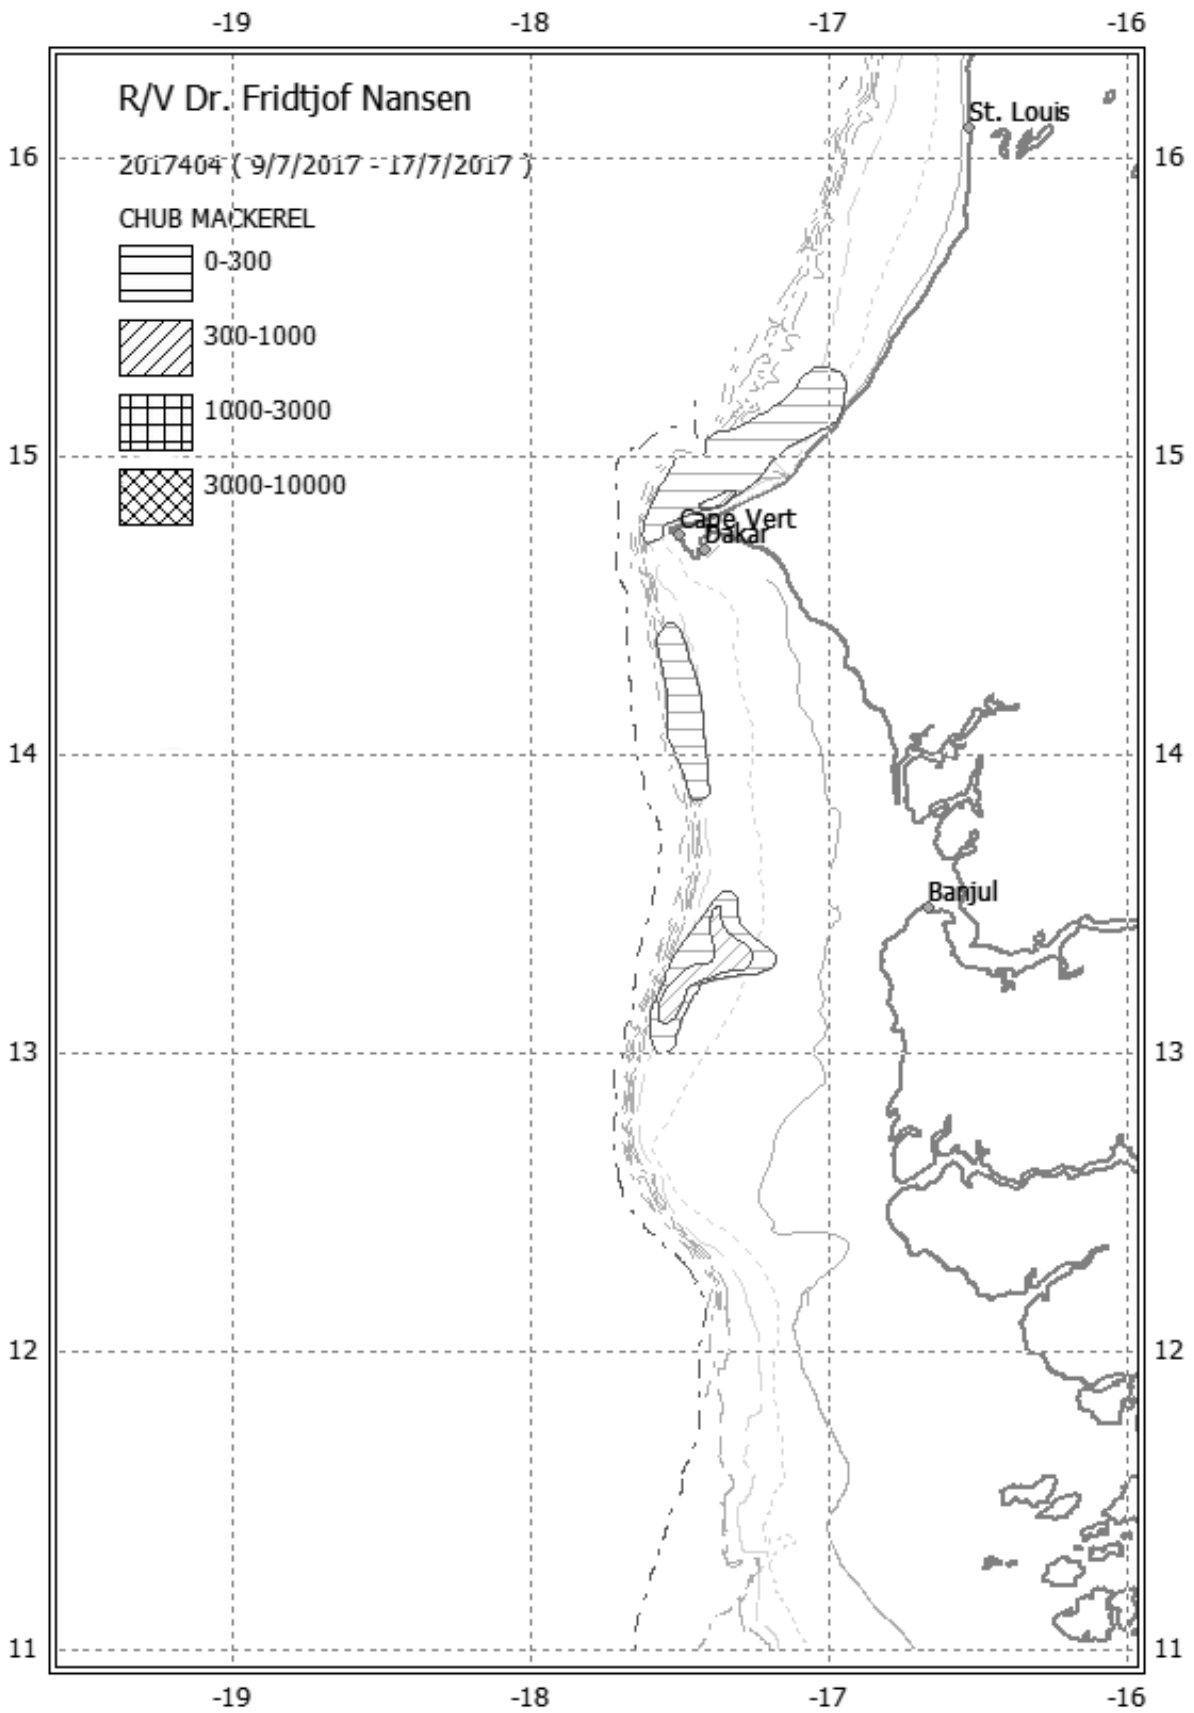 -19 -18 -17 -16
R/V Dr. Fridtjof Nansen
St. Louis
16 16
2017404 ( 9/7/2017 - 17/7/2017 )
CHUB MACKEREL
0-300
300-1000
1000-3000
15 15
3000-10000
Cape Vert
Dakar
14 14
Banjul
13 13
12 12
11 11
-19 -18 -17 -16